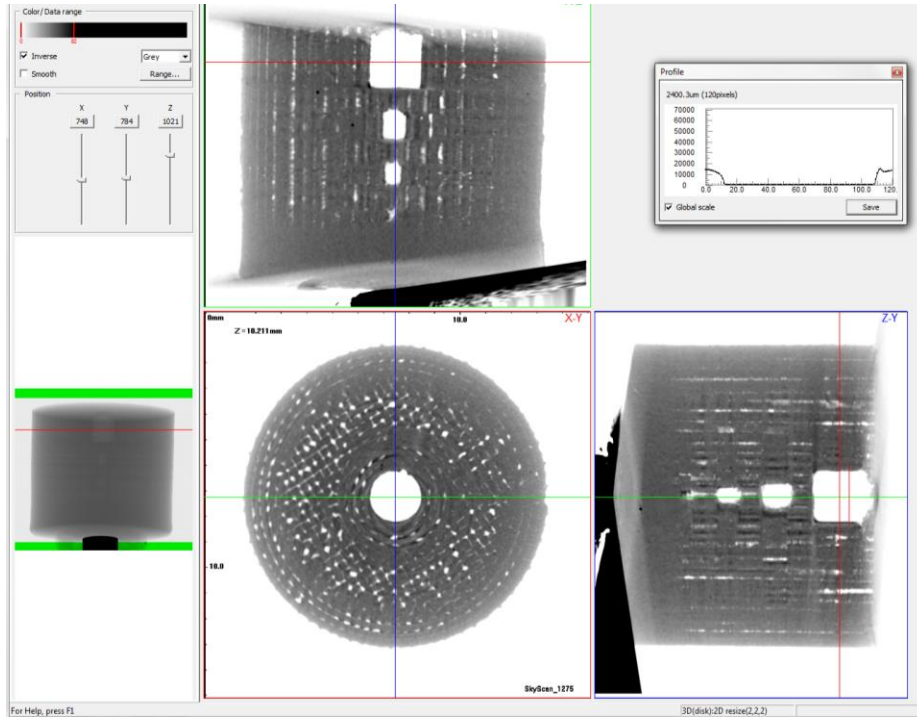 Color/Data range
0
Inverse
Grey
Smooth
Range...
Position
X Y Z
748 784 1021
Profile
2400.3um (120pixels)
70000
60000
50000
40000
30000
20000
10000
0
0.0 20.0 40.0 60.0 80.0 100.0 120.
Global scale
Save
0mm
10.0
X-Y
Z=18.211mm
10.0
SkyScan_1275
Z-Y
For Help, press F1
3D(disk):2D resize(2,2,2)